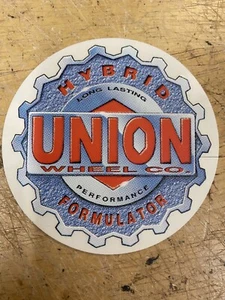 HYBRID
LONG LASTING
UNION
WHEEL CO.
PERFORMANCE
FORMULATOR